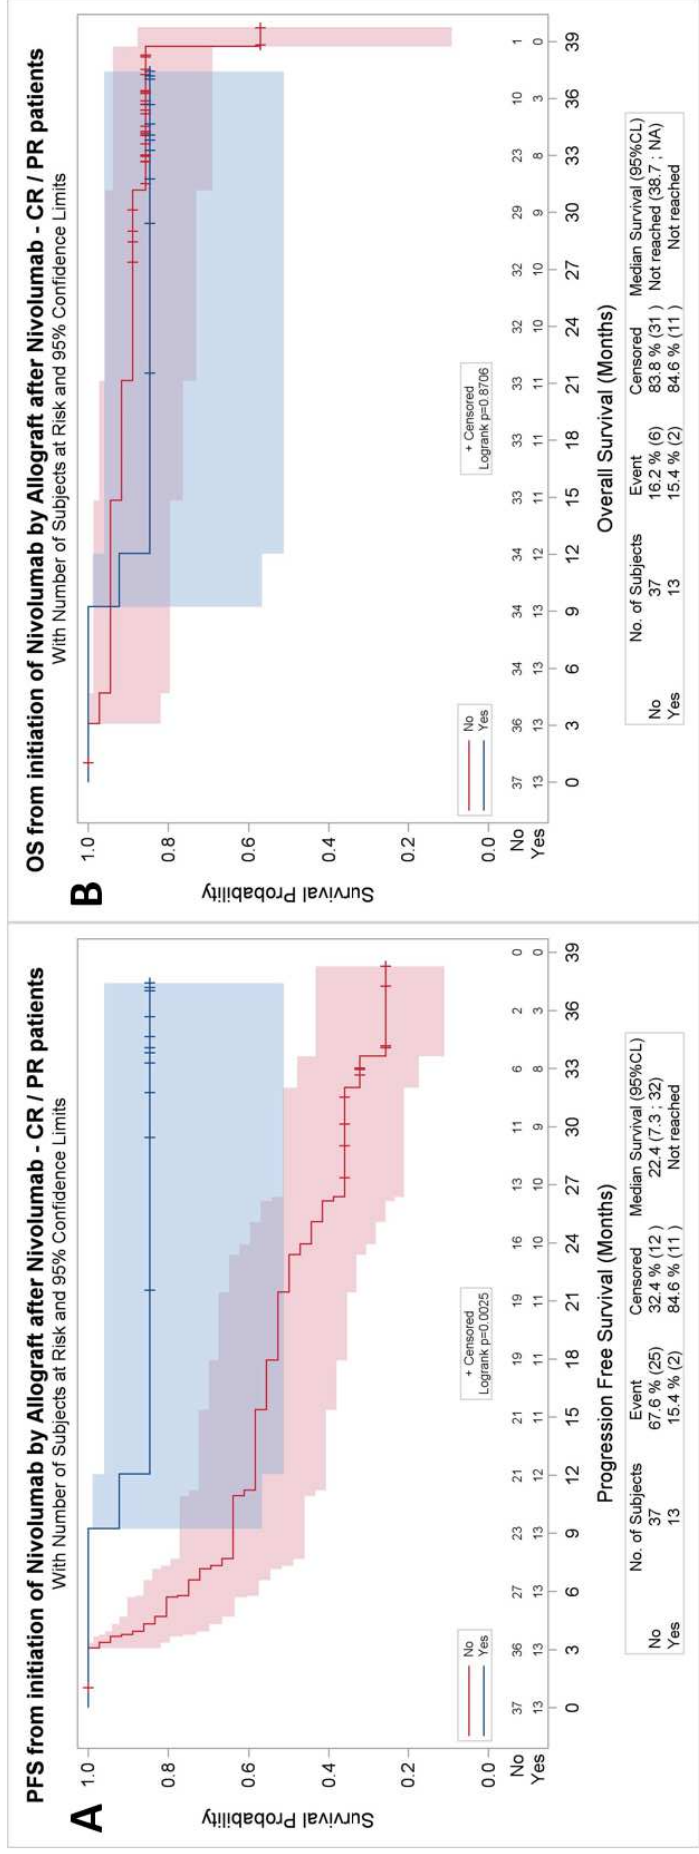 A
PFS from initiation of Nivolumab by Allograft after Nivolumab - CR / PR patients
With Number of Subjects at Risk and 95% Confidence Limits
Survival Probability
1.0
0.8
0.6
0.4
0.2
0.0
No
Yes
+ Censored
Logrank p=0.0025
No 37 36 27 23 21 21 19 19 16 13 11 6 2 0
Yes 13 13 13 13 12 11 11 11 10 10 9 8 3 0
0 3 6 9 12 15 18 21 24 27 30 33 36 39
Progression Free Survival (Months)
No. of Subjects Event Censored Median Survival (95%CL)
No 37 67.6 % (25) 32.4 % (12) 22.4 (7.3 ; 32)
Yes 13 15.4 % (2) 84.6 % (11 ) Not reached
B
OS from initiation of Nivolumab by Allograft after Nivolumab - CR / PR patients
With Number of Subjects at Risk and 95% Confidence Limits
Survival Probability
1.0
0.8
0.6
0.4
0.2
0.0
No
Yes
+ Censored
Logrank p=0.8706
No 37 36 34 34 34 33 33 33 32 32 29 23 10 1
Yes 13 13 13 13 12 11 11 11 10 10 9 8 3 0
0 3 6 9 12 15 18 21 24 27 30 33 36 39
Overall Survival (Months)
No. of Subjects Event Censored Median Survival (95%CL)
No 37 16.2 % (6) 83.8 % (31 ) Not reached (38.7 ; NA)
Yes 13 15.4 % (2) 84.6 % (11 ) Not reached